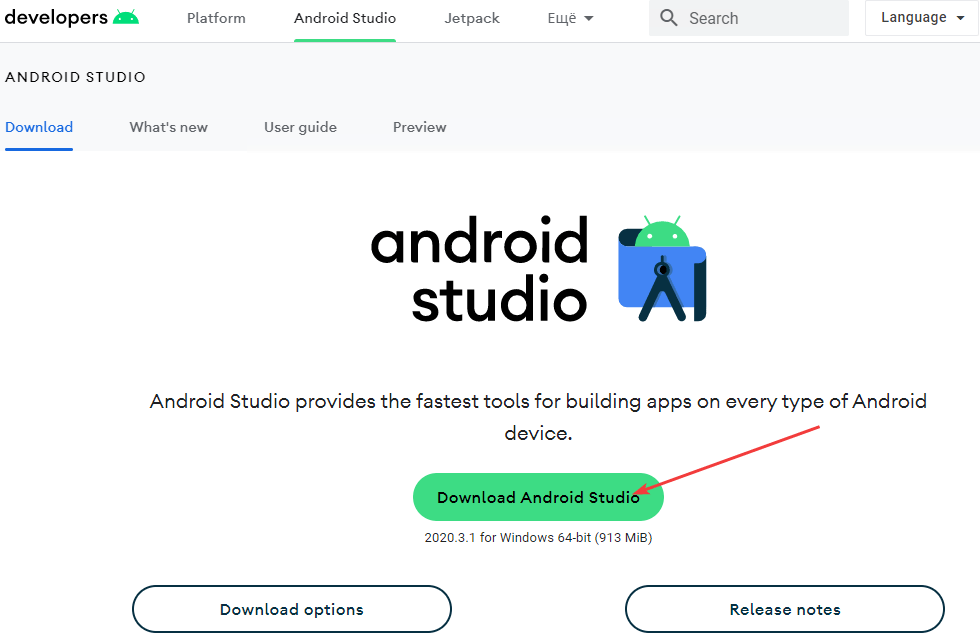 developers Platform Android Studio Jetpack Ещё Search Language
ANDROID STUDIO
Download What's new User guide Preview
android
studio
Android Studio provides the fastest tools for building apps on every type of Android
device.
Download Android Studio
2020.3.1 for Windows 64-bit (913 MiB)
Download options Release notes